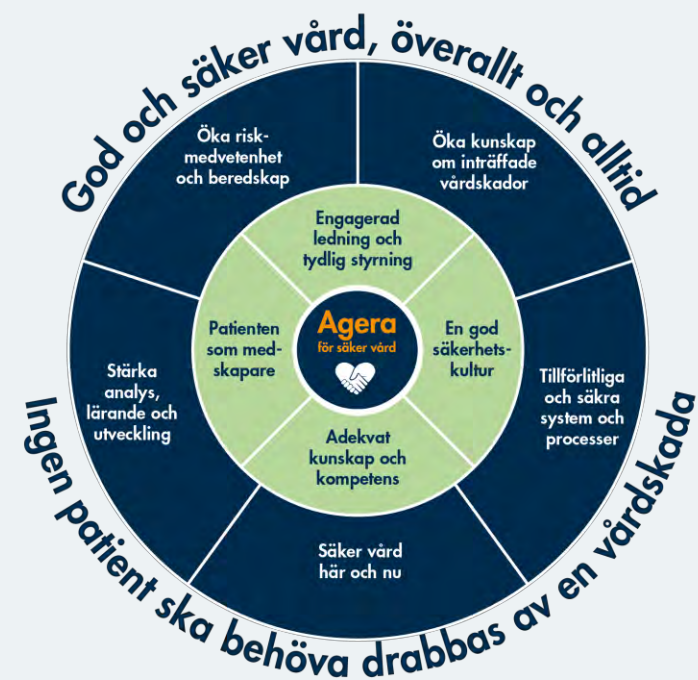 God och säker vård, överallt och alltid
Öka risk-
medvetenhet
och beredskap
Öka kunskap
om inträffade
vårdskador
Engagerad
ledning och
tydlig styrning
Patienten
som med-
skapare
Agera
för säker vård
En god
säkerhets-
kultur
Stärka
analys,
lärande och
utveckling
Tillförlitliga
och säkra
system och
processer
Adekvat
kunskap och
kompetens
Säker vård
här och nu
Ingen patient ska behöva drabbas av en vårdskada